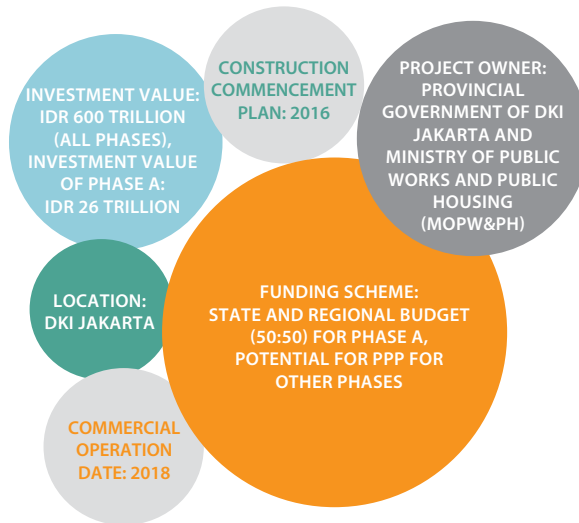 CONSTRUCTION
COMMENCEMENT
PLAN: 2016
INVESTMENT VALUE:
IDR 600 TRILLION
(ALL PHASES),
INVESTMENT VALUE
OF PHASE A:
IDR 26 TRILLION
PROJECT OWNER:
PROVINCIAL
GOVERNMENT OF DKI
JAKARTA AND
MINISTRY OF PUBLIC
WORKS AND PUBLIC
HOUSING
(MOPW&PH)
LOCATION:
DKI JAKARTA
FUNDING SCHEME:
STATE AND REGIONAL BUDGET
(50:50) FOR PHASE A,
POTENTIAL FOR PPP FOR
OTHER PHASES
COMMERCIAL
OPERATION
DATE: 2018